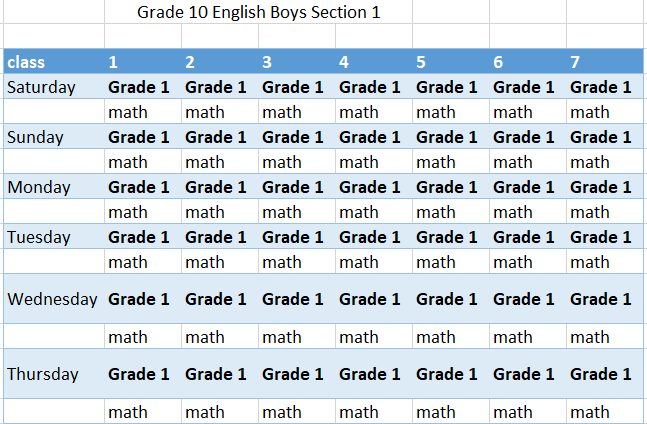 Grade 10 English Boys Section 1
class 1 2 3 4 5 6 7
Saturday Grade 1 Grade 1 Grade 1 Grade 1 Grade 1 Grade 1 Grade 1
math math math math math math math
Sunday Grade 1 Grade 1 Grade 1 Grade 1 Grade 1 Grade 1 Grade 1
math math math math math math math
Monday Grade 1 Grade 1 Grade 1 Grade 1 Grade 1 Grade 1 Grade 1
math math math math math math math
Tuesday Grade 1 Grade 1 Grade 1 Grade 1 Grade 1 Grade 1 Grade 1
math math math math math math math
Wednesday Grade 1 Grade 1 Grade 1 Grade 1 Grade 1 Grade 1 Grade 1
math math math math math math math
Thursday Grade 1 Grade 1 Grade 1 Grade 1 Grade 1 Grade 1 Grade 1
math math math math math math math